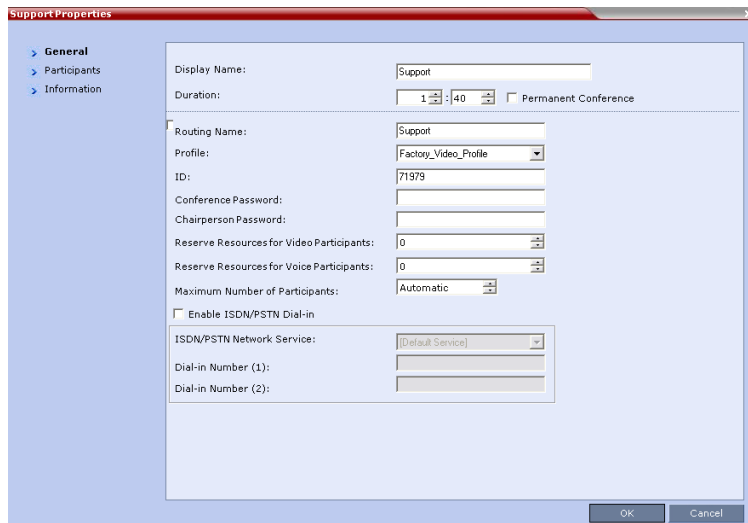 Support Properties
General
Participants
Information
Display Name: Support
Duration: 1 : 40 Permanent Conference
Routing Name: Support
Profile: Factory_Video_Profile
ID: 71979
Conference Password:
Chairperson Password:
Reserve Resources for Video Participants: 0
Reserve Resources for Voice Participants: 0
Maximum Number of Participants: Automatic
Enable ISDN/PSTN Dial-in
ISDN/PSTN Network Service: [Default Service]
Dial-in Number (1):
Dial-in Number (2):
OK Cancel